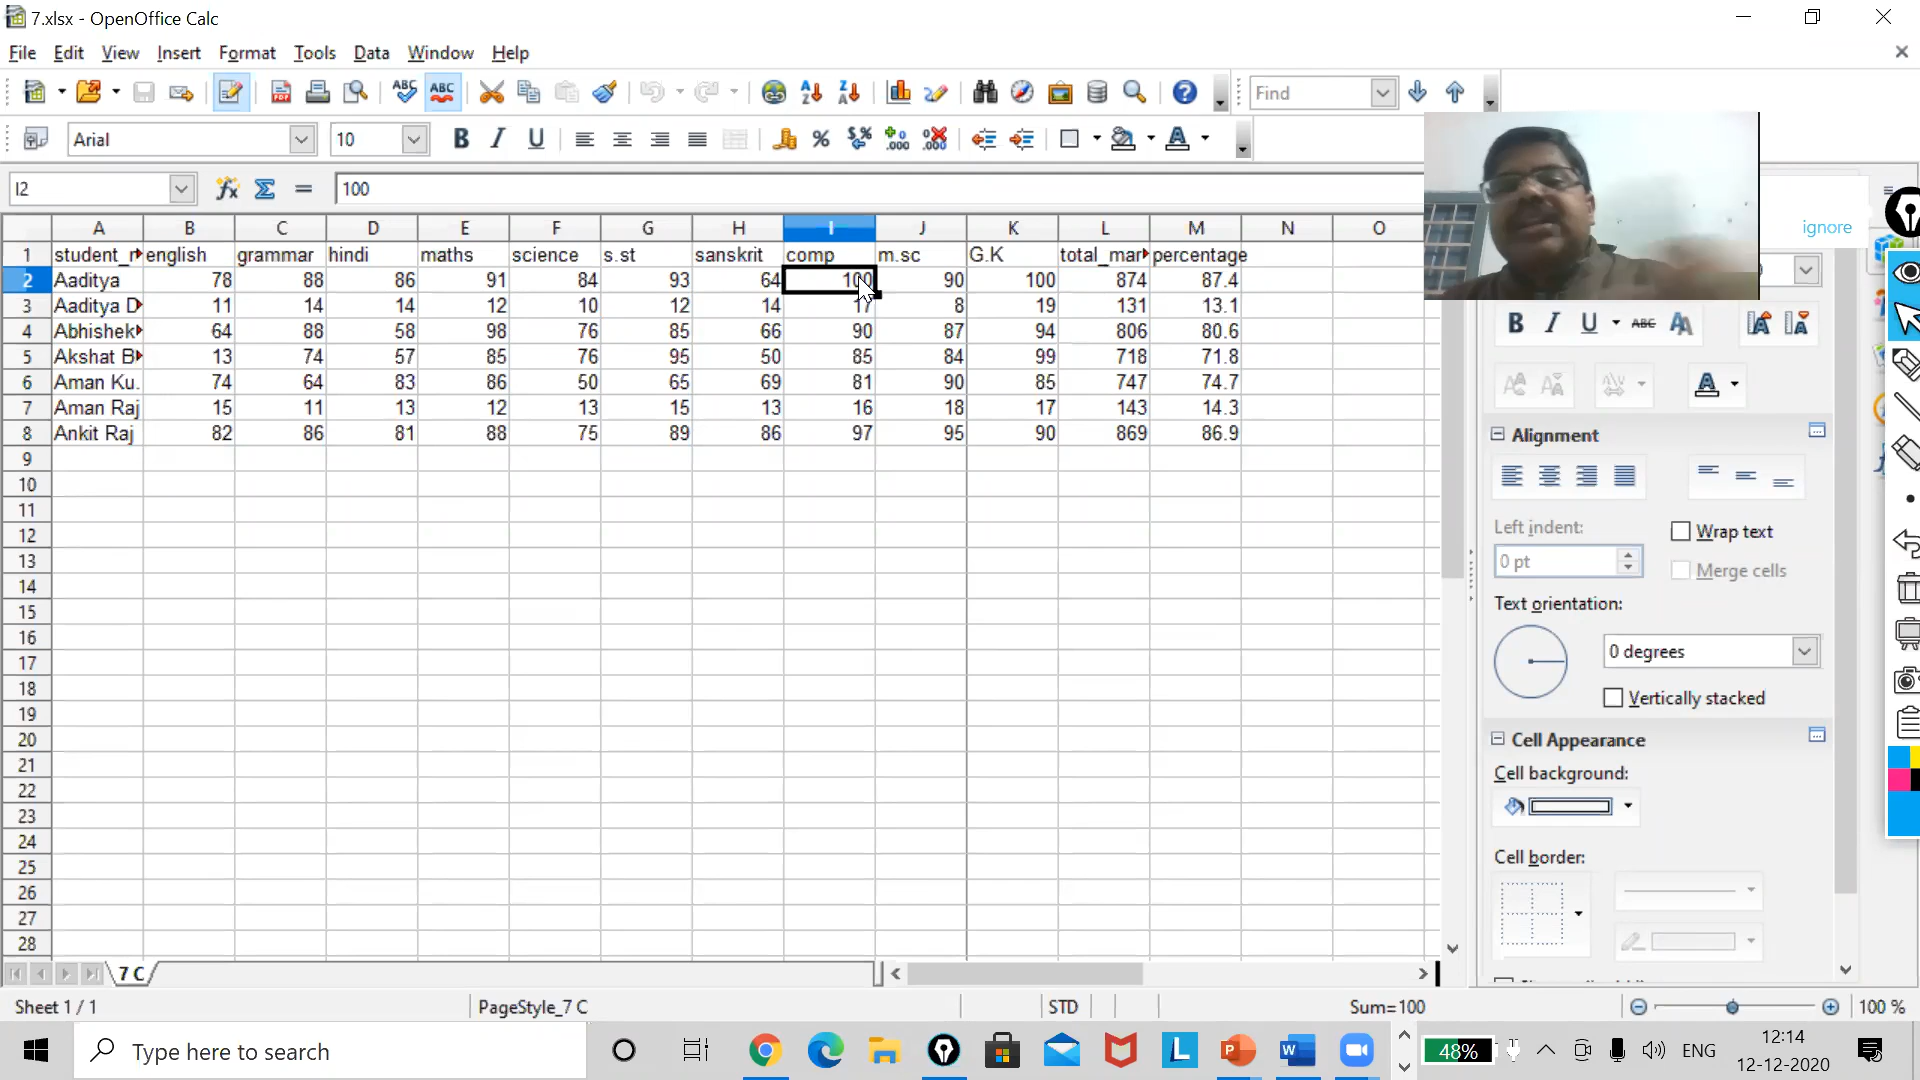 7.xlsx - OpenOffice Calc
File Edit View Insert Format Tools Data Window Help
Find
Arial 10
I2 100
ignore
A B C D E F G H I J K L M N O
1 student_r english grammar hindi maths science s.st sanskrit comp m.sc G.K total_mar percentage
2 Aaditya 78 88 86 91 84 93 64 100 90 100 874 87.4
3 Aaditya D 11 14 14 12 10 12 14 17 8 19 131 13.1
4 Abhishek 64 88 58 98 76 85 66 90 87 94 806 80.6
5 Akshat B 13 74 57 85 76 95 50 85 84 99 718 71.8
6 Aman Ku. 74 64 83 86 50 65 69 81 90 85 747 74.7
7 Aman Raj 15 11 13 12 13 15 13 16 18 17 143 14.3
8 Ankit Raj 82 86 81 88 75 89 86 97 95 90 869 86.9
9
10
11
12
13
14
15
16
17
18
19
20
21
22
23
24
25
26
27
28
Alignment
Left indent:
Wrap text
0 pt
Merge cells
Text orientation:
0 degrees
Vertically stacked
Cell Appearance
Cell background:
Cell border:
7 C
Sheet 1 / 1 PageStyle_7 C STD Sum=100 100 %
Type here to search
48% ENG
12:14
12-12-2020